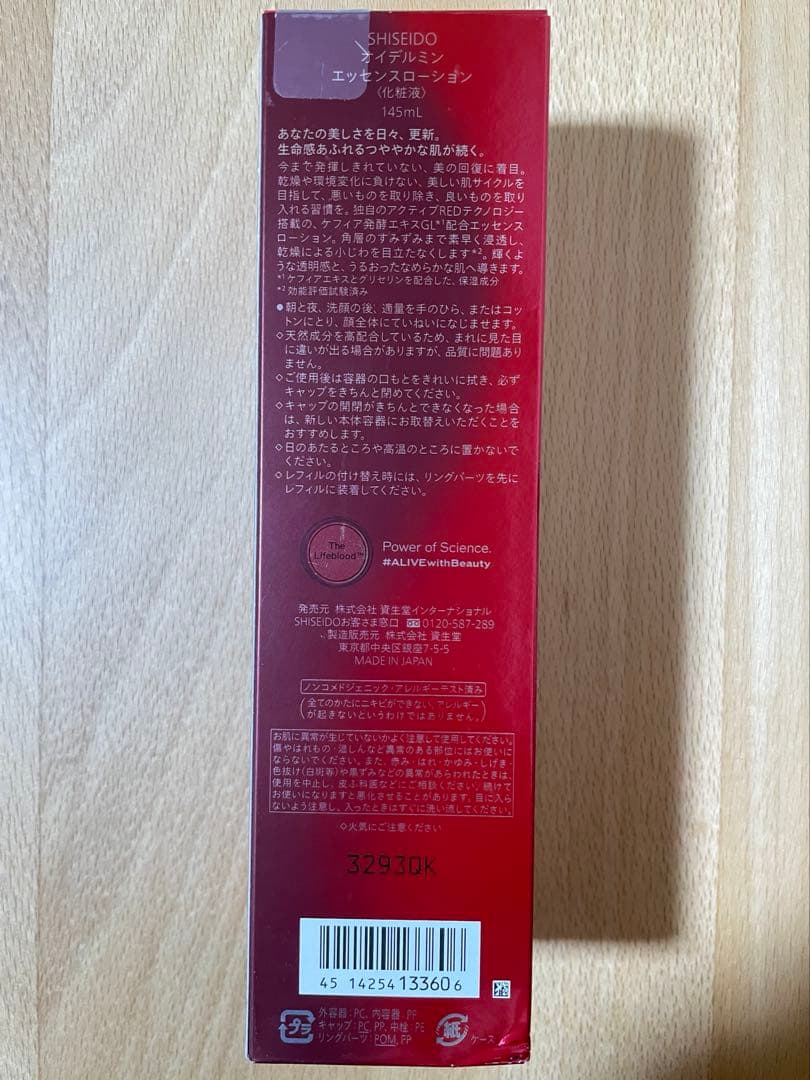 SHISEIDO
オイデルミン
エッセンスローション
〈化粧液〉
145mL
あなたの美しさを日々、更新。
生命感あふれるつややかな肌が続く。
今まで発揮しきれていない、美の回復に着目。
乾燥や環境変化に負けない、美しい肌サイクルを
目指して、悪いものを取り除き、良いものを取り
入れる習慣を。独自のアクティブREDテクノロジー
搭載の、ケフィア発酵エキスGL*¹配合エッセンス
ローション。角層のすみずみまで素早く浸透し、
乾燥による小じわを目立たなくします*²。輝くよ
うな透明感と、うるおったなめらかな肌へ導きます。
*¹ ケフィアエキスとグリセリンを配合した、保湿成分
*² 効能評価試験済み
●朝と夜、洗顔の後、適量を手のひら、またはコッ
トンにとり、顔全体にていねいになじませます。
◇天然成分を高配合しているため、まれに見た目
に違いが出る場合がありますが、品質に問題あり
ません。
◇ご使用後は容器の口もとをきれいに拭き、必ず
キャップをきちんと閉めてください。
◇キャップの開閉がきちんとできなくなった場合
は、新しい本体容器にお取替えいただくことを
おすすめします。
◇日のあたるところや高温のところに置かないで
ください。
◇レフィルの付け替え時には、リングパーツを先に
レフィルに装着してください。
The
Lifeblood™
Power of Science.
#ALIVEwithBeauty
発売元 株式会社 資生堂インターナショナル
SHISEIDOお客さま窓口 0120-587-289
製造販売元 株式会社 資生堂
東京都中央区銀座7-5-5
MADE IN JAPAN
ノンコメドジェニック・アレルギーテスト済み
(全てのかたにニキビができない、アレルギー
が起きないというわけではありません。)
お肌に異常が生じていないかよく注意して使用してください。
傷やはれもの・湿しんなど異常のある部位にはお使いに
ならないでください。また、赤み・はれ・かゆみ・しげき・
色抜け(白斑等)や黒ずみなどの異常があらわれたときは、
使用を中止し、皮ふ科医などにご相談ください。続けて
お使いになりますと悪化させることがあります。目に入ら
ないよう注意し、入ったときはすぐに洗い流してください。
◇火気にご注意ください
3293QK
45 14254 13360 6
プラ
外容器:PC、内容器:PP
キャップ:PC, PP, 中栓:PE
リングパーツ:POM, PP
紙
ケース